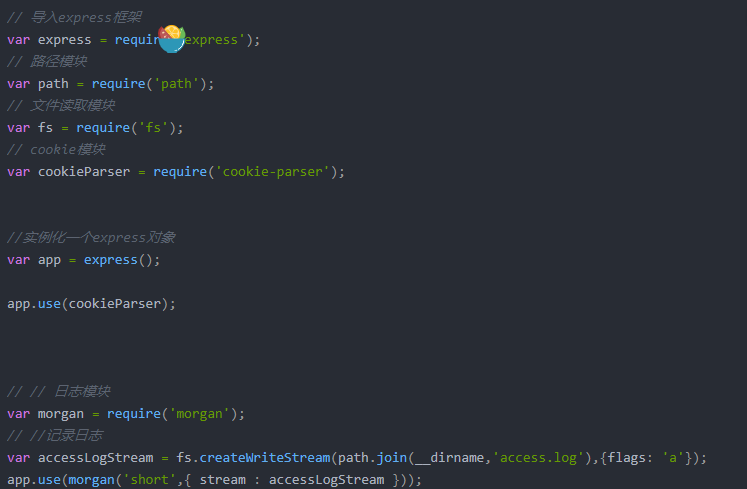 // 导入express框架
var express = requir express');
// 路径模块
var path = require('path');
// 文件读取模块
var fs = require('fs');
// cookie模块
var cookieParser = require('cookie-parser');
//实例化一个express对象
var app = express();
app.use(cookieParser);
// // 日志模块
var morgan = require('morgan');
// //记录日志
var accessLogStream = fs.createWriteStream(path.join(__dirname,'access.log'),{flags: 'a'});
app.use(morgan('short',{ stream : accessLogStream }));